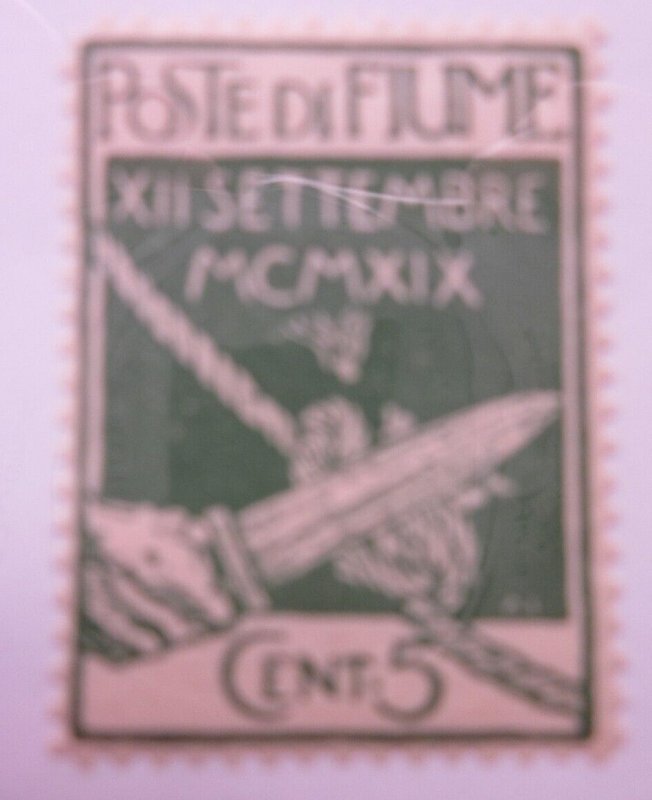 POSTE DI FIUME
XII SETTEMBRE
MCMXIX
CENT. 5